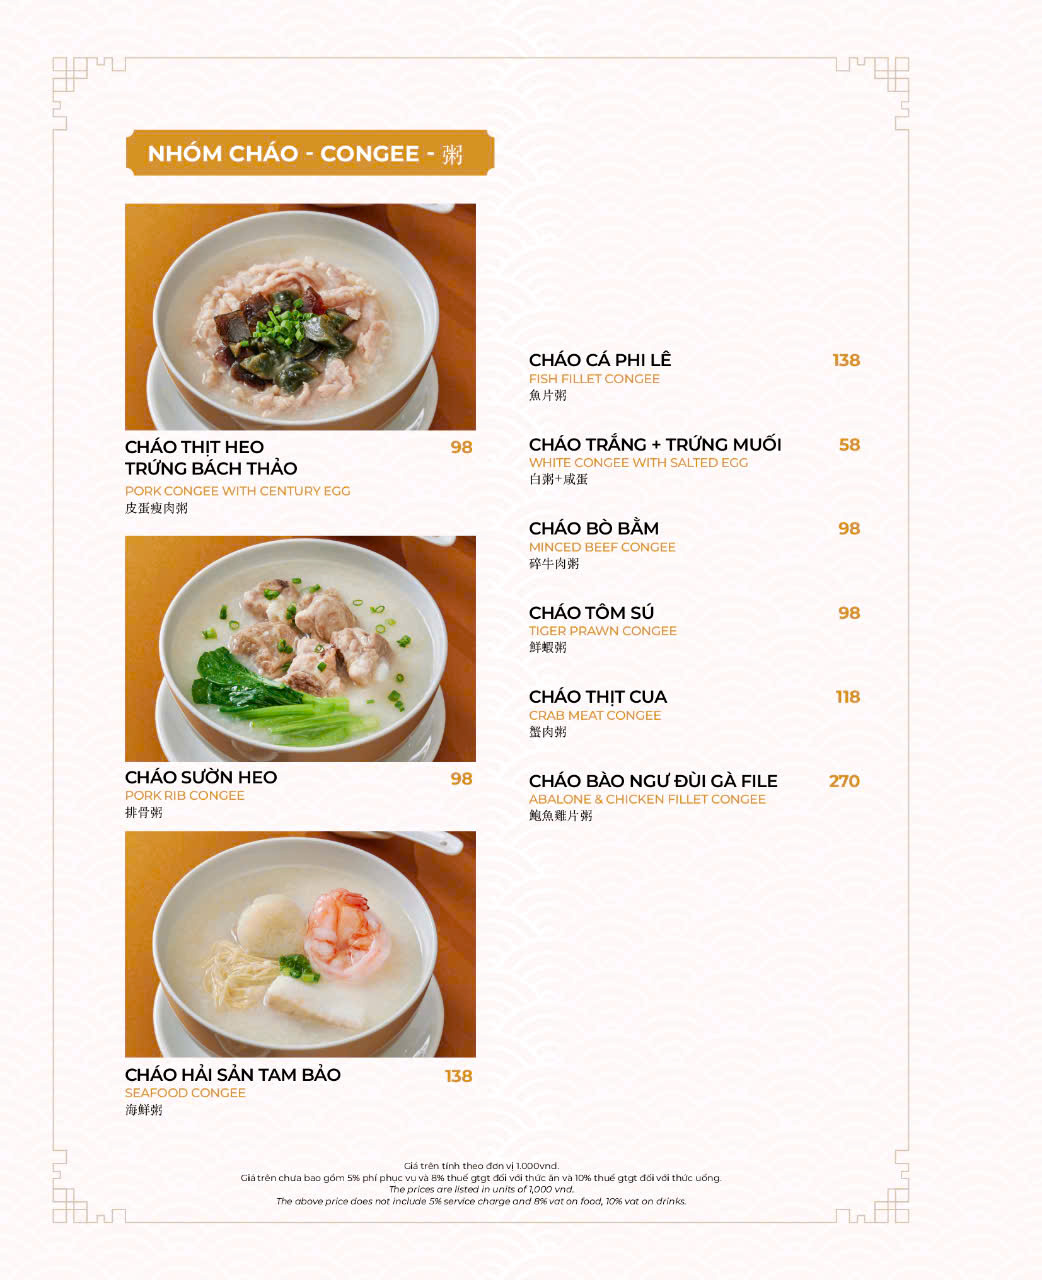 NHÓM CHÁO - CONGEE - 粥
CHÁO THỊT HEO 98
TRỨNG BÁCH THẢO
PORK CONGEE WITH CENTURY EGG
皮蛋瘦肉粥
CHÁO SƯỜN HEO 98
PORK RIB CONGEE
排骨粥
CHÁO HẢI SẢN TAM BẢO 138
SEAFOOD CONGEE
海鮮粥
CHÁO CÁ PHI LÊ 138
FISH FILLET CONGEE
魚片粥
CHÁO TRẮNG + TRỨNG MUỐI 58
WHITE CONGEE WITH SALTED EGG
白粥+咸蛋
CHÁO BÒ BẰM 98
MINCED BEEF CONGEE
碎牛肉粥
CHÁO TÔM SÚ 98
TIGER PRAWN CONGEE
鮮蝦粥
CHÁO THỊT CUA 118
CRAB MEAT CONGEE
蟹肉粥
CHÁO BÀO NGƯ ĐÙI GÀ FILE 270
ABALONE & CHICKEN FILLET CONGEE
鮑魚雞片粥
Giá trên tính theo đơn vị 1.000vnd.
Giá trên chưa bao gồm 5% phí phục vụ và 8% thuế gtgt đối với thức ăn và 10% thuế gtgt đối với thức uống.
The prices are listed in units of 1,000 vnd.
The above price does not include 5% service charge and 8% vat on food, 10% vat on drinks.